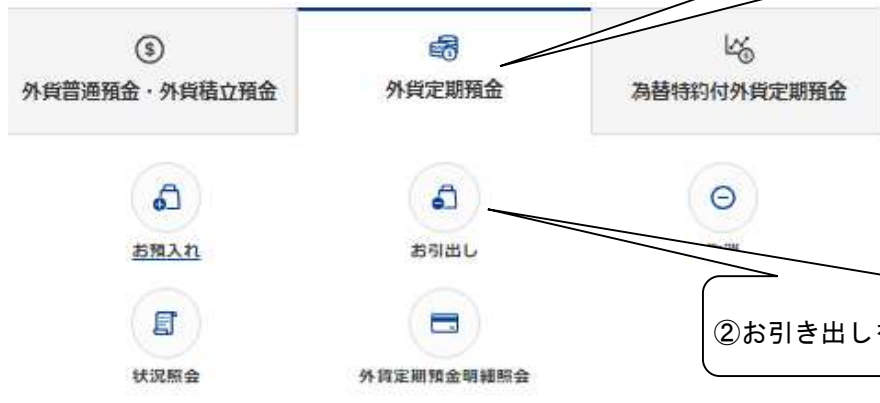 外貨普通預金・外貨積立預金
外貨定期預金
為替特約付外貨定期預金
お預入れ
お引出し
状況照会
外貨定期預金明細照会
②お引き出し